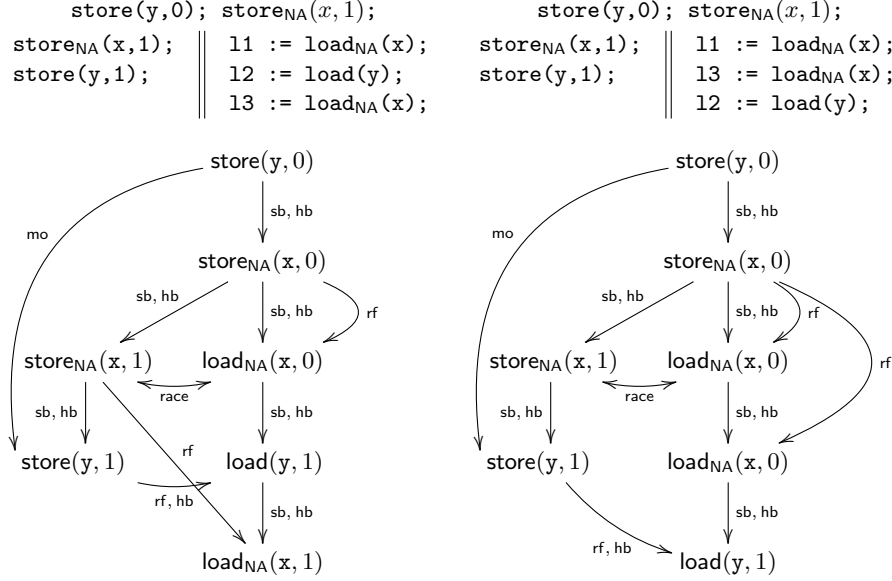 store(y,0); store_NA(x, 1);
store_NA(x,1);
store(y,1);
l1 := load_NA(x);
l2 := load(y);
l3 := load_NA(x);
store(y, 0)
mo
sb, hb
store_NA(x, 0)
sb, hb
sb, hb
rf
store_NA(x, 1)
load_NA(x, 0)
race
sb, hb
sb, hb
rf
store(y, 1)
load(y, 1)
rf, hb
sb, hb
load_NA(x, 1)
store(y,0); store_NA(x, 1);
store_NA(x,1);
store(y,1);
l1 := load_NA(x);
l3 := load_NA(x);
l2 := load(y);
store(y, 0)
mo
sb, hb
store_NA(x, 0)
sb, hb
sb, hb
rf
rf
store_NA(x, 1)
load_NA(x, 0)
race
sb, hb
sb, hb
store(y, 1)
load_NA(x, 0)
sb, hb
rf, hb
load(y, 1)